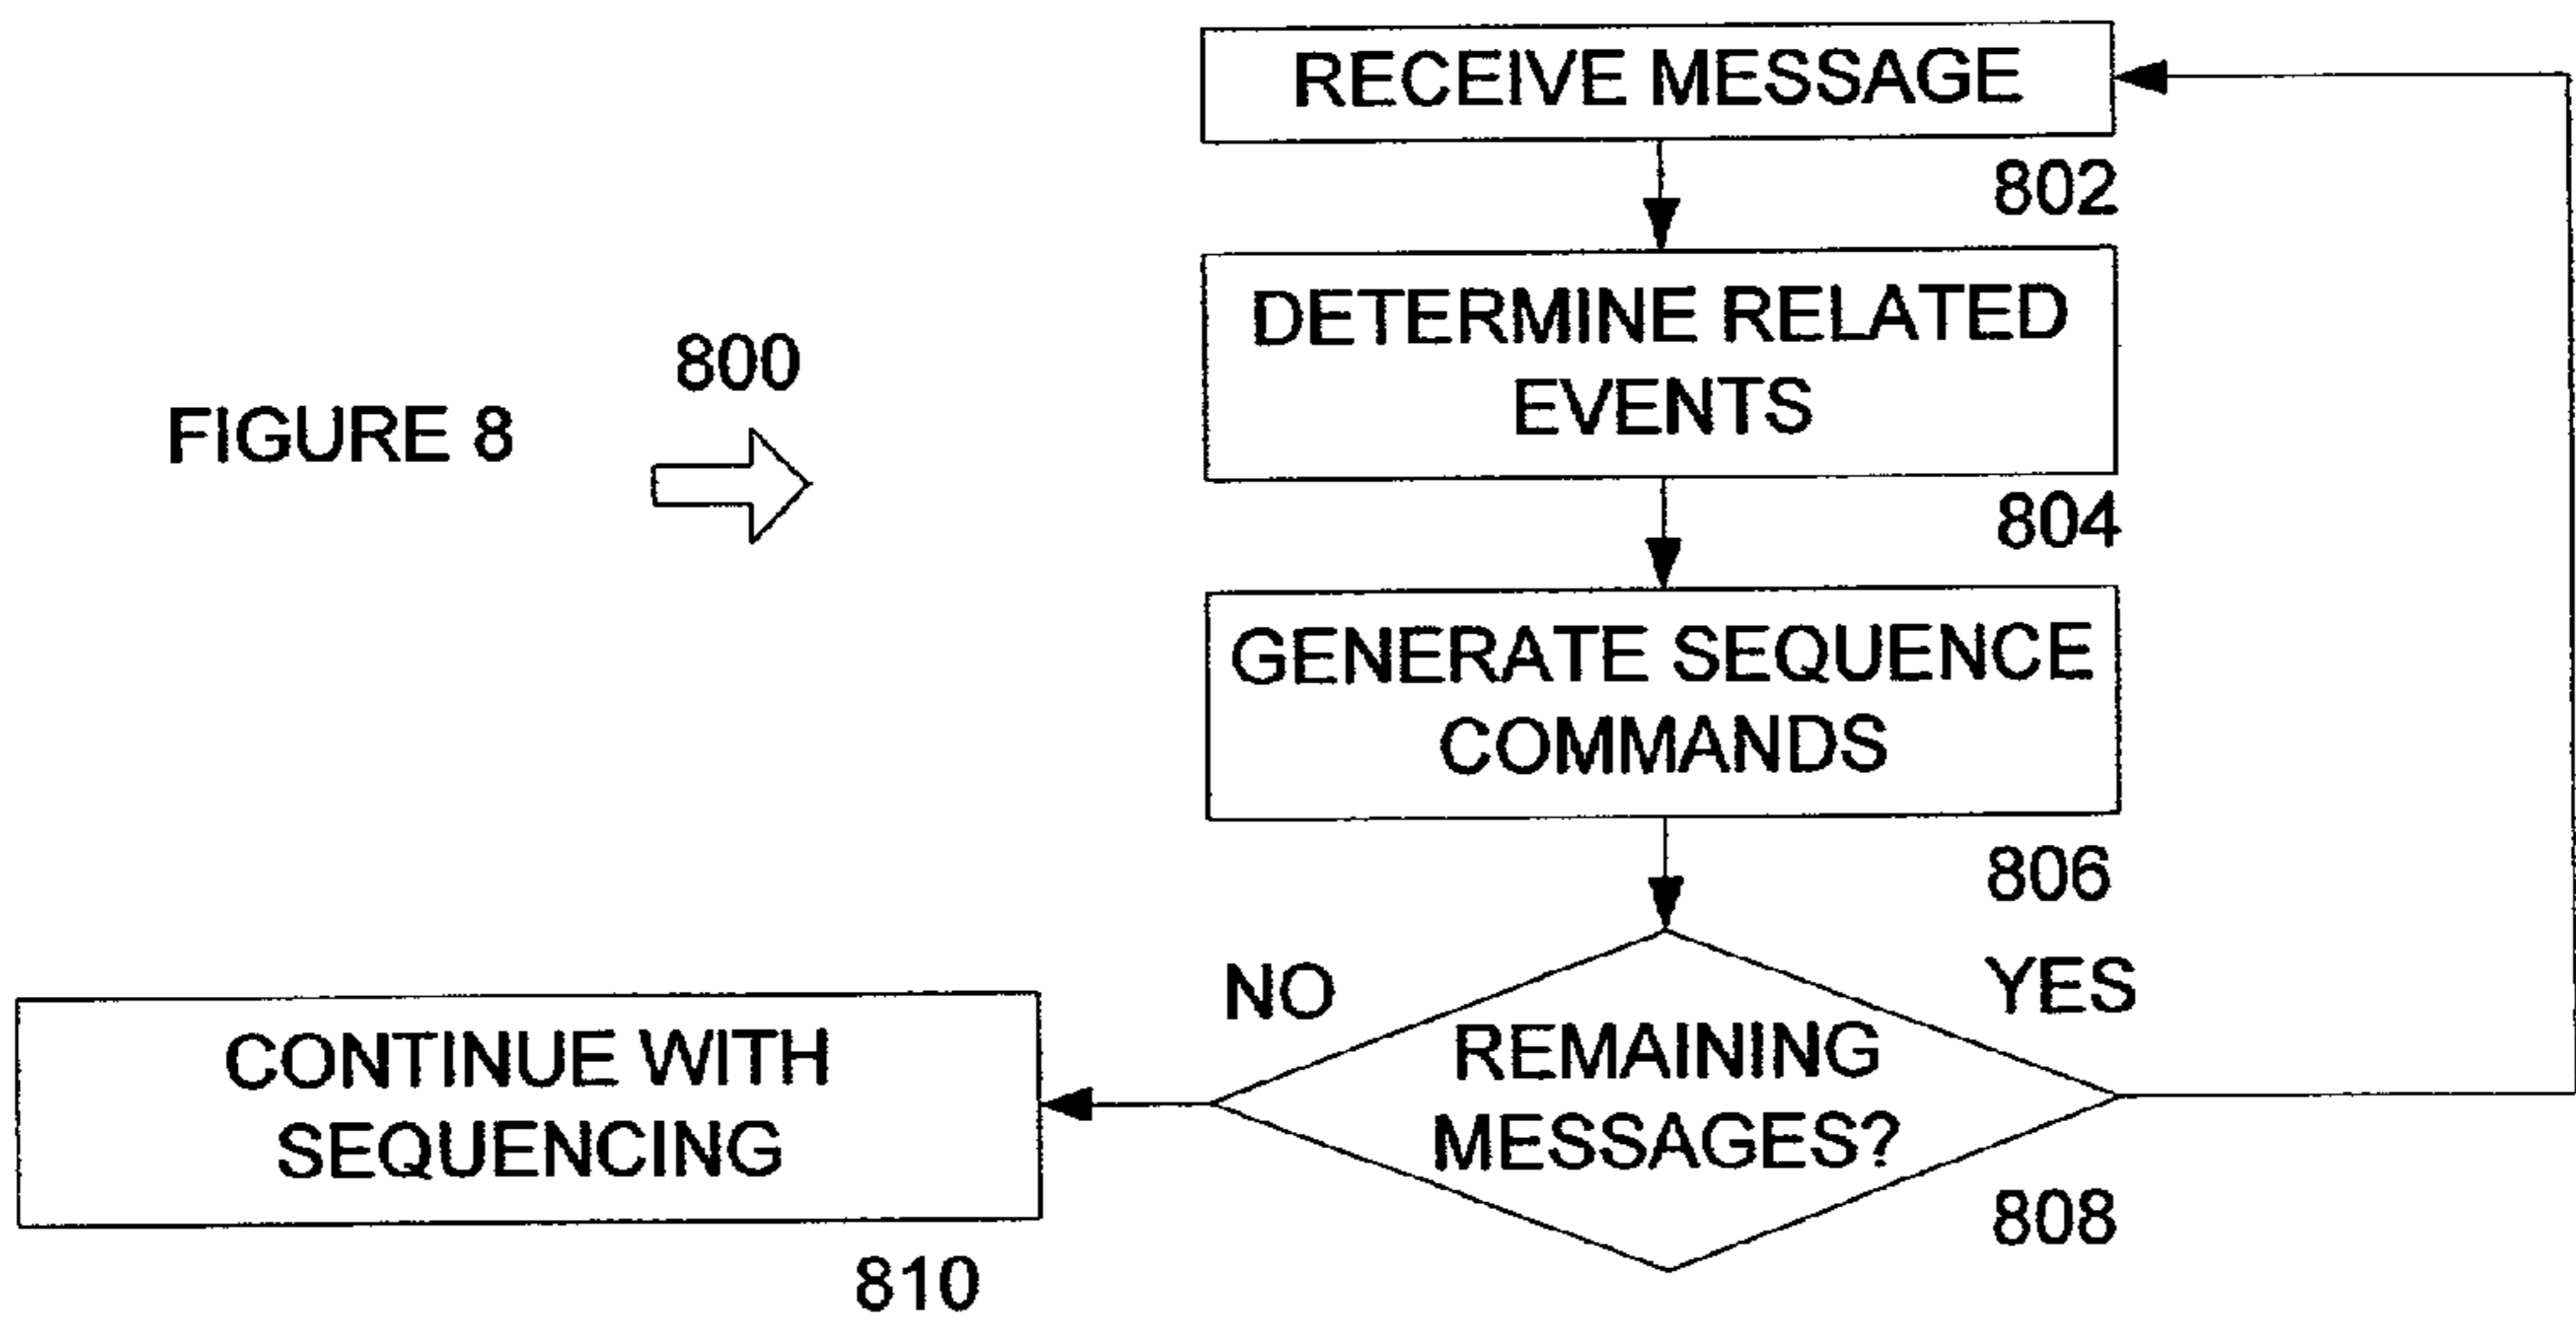 RECEIVE MESSAGE
802
DETERMINE RELATED
EVENTS
804
800
FIGURE 8
GENERATE SEQUENCE
COMMANDS
806
NO
YES
REMAINING
MESSAGES?
808
CONTINUE WITH
SEQUENCING
810